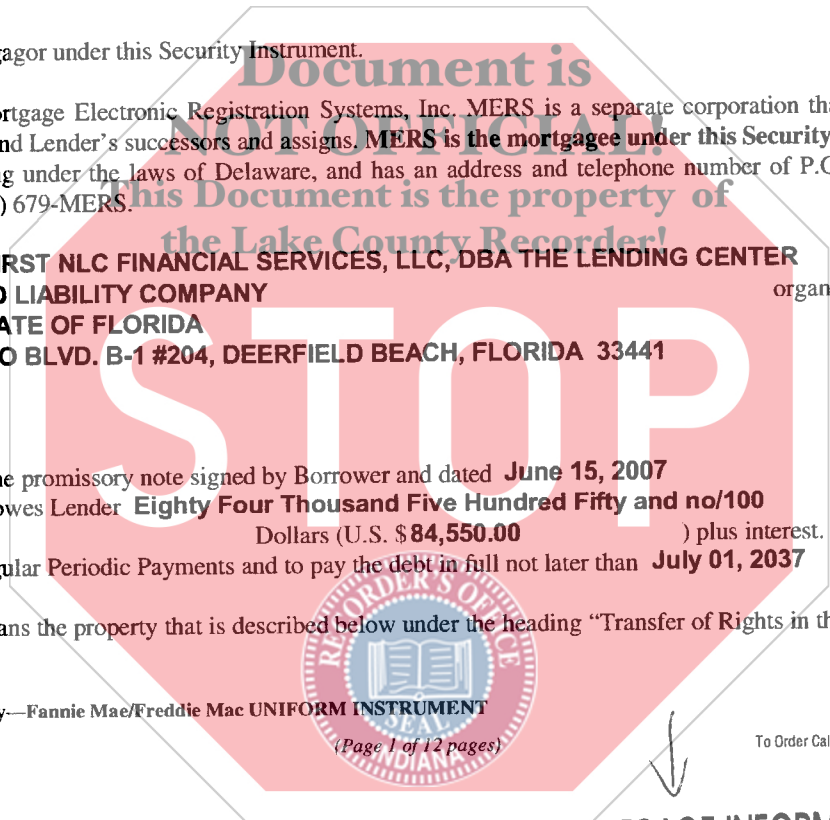 gagor under this Security Instrument.
Document is
rtgage Electronic Registration Systems, Inc. MERS is a separate corporation tha
NOT OFFICIAL!
nd Lender's successors and assigns. MERS is the mortgagee under this Security
g under the laws of Delaware, and has an address and telephone number of P.O
) 679-MERS.
This Document is the property of
the Lake County Recorder!
RST NLC FINANCIAL SERVICES, LLC, DBA THE LENDING CENTER
D LIABILITY COMPANY organ
ATE OF FLORIDA
O BLVD. B-1 #204, DEERFIELD BEACH, FLORIDA 33441
STOP
e promissory note signed by Borrower and dated June 15, 2007
owes Lender Eighty Four Thousand Five Hundred Fifty and no/100
Dollars (U.S. $ 84,550.00 ) plus interest.
gular Periodic Payments and to pay the debt in full not later than July 01, 2037
ans the property that is described below under the heading “Transfer of Rights in th
RECORDER'S OFFICE
SEAL
INDIANA
y—Fannie Mae/Freddie Mac UNIFORM INSTRUMENT
(Page 1 of 12 pages)
To Order Cal